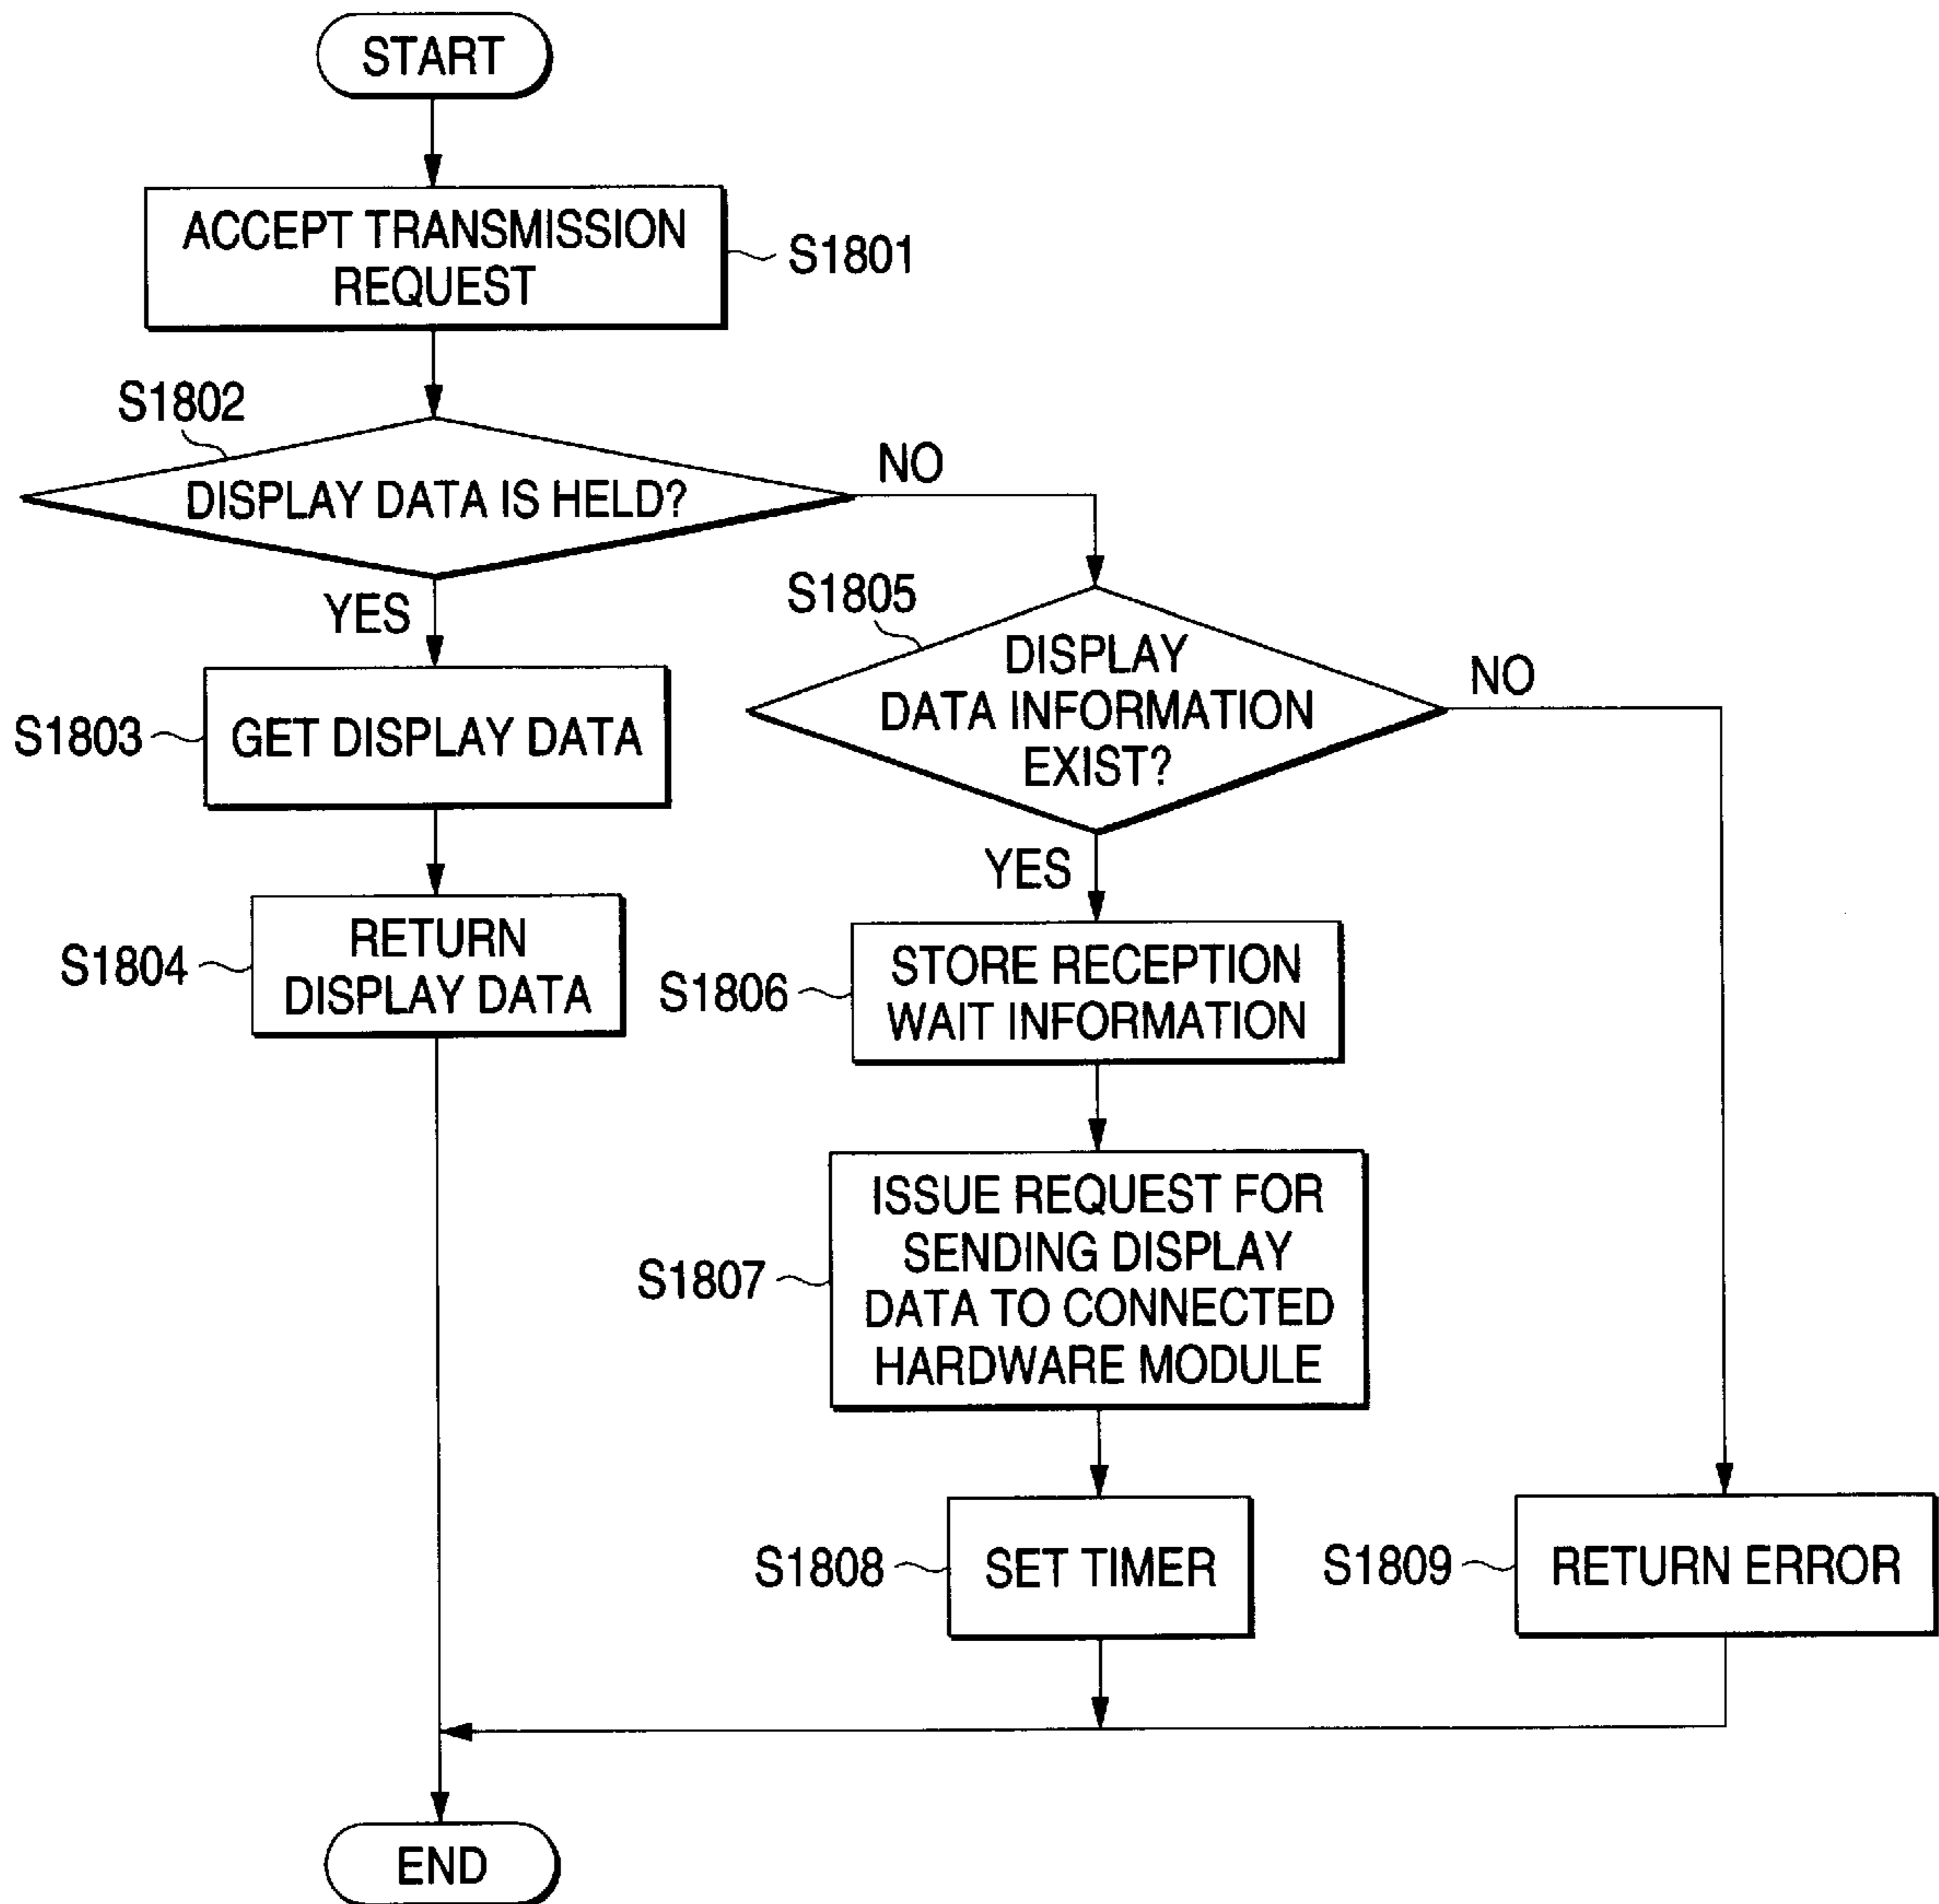 START
ACCEPT TRANSMISSION
REQUEST
S1801
S1802
DISPLAY DATA IS HELD?
NO
YES
S1803
GET DISPLAY DATA
S1804
RETURN
DISPLAY DATA
S1805
DISPLAY
DATA INFORMATION
EXIST?
NO
YES
S1806
STORE RECEPTION
WAIT INFORMATION
S1807
ISSUE REQUEST FOR
SENDING DISPLAY
DATA TO CONNECTED
HARDWARE MODULE
S1808
SET TIMER
S1809
RETURN ERROR
END